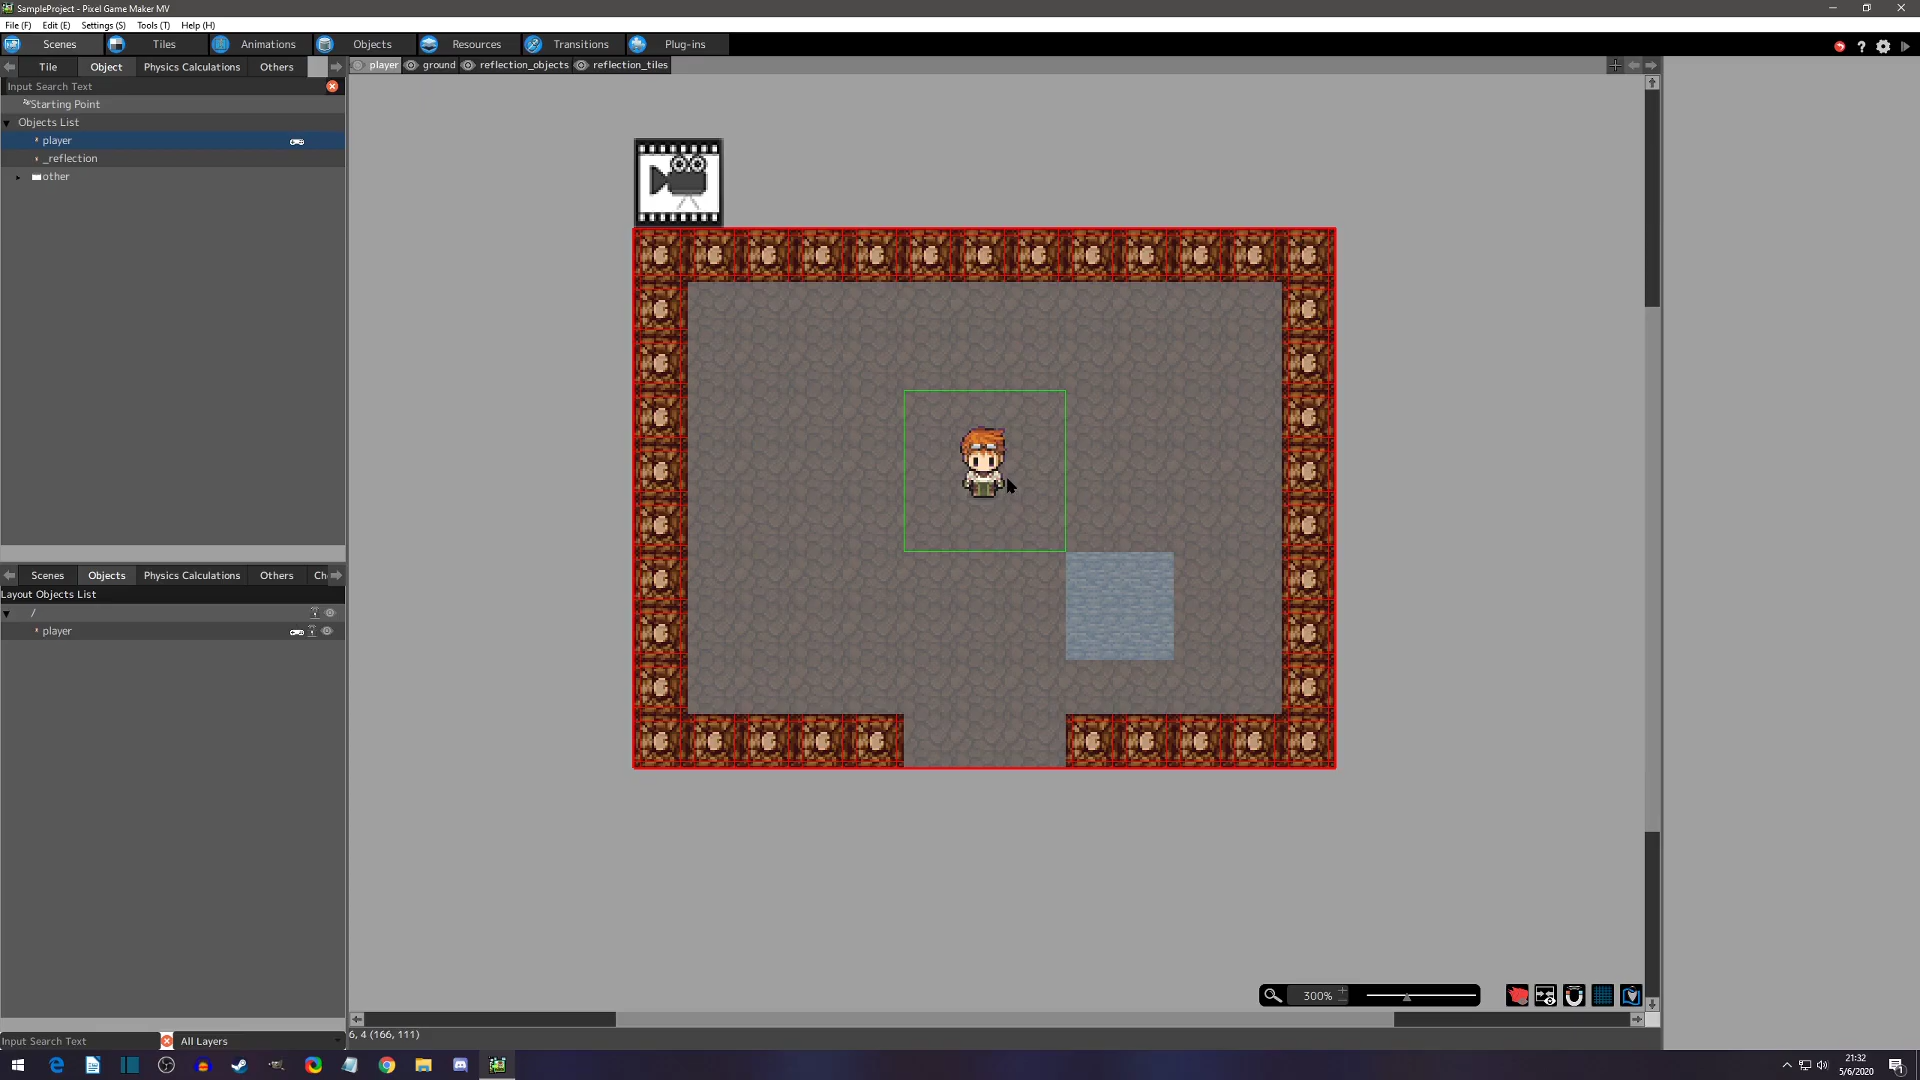 SampleProject - Pixel Game Maker MV
File (F) Edit (E) Settings (S) Tools (T) Help (H)
Scenes Tiles Animations Objects Resources Transitions Plug-ins
Tile Object Physics Calculations Others
player ground reflection_objects reflection_tiles
Input Search Text
Starting Point
Objects List
player
_reflection
other
Scenes Objects Physics Calculations Others Ch
Layout Objects List
/
player
300%
6, 4 (166, 111)
Input Search Text All Layers
21:32
5/6/2020